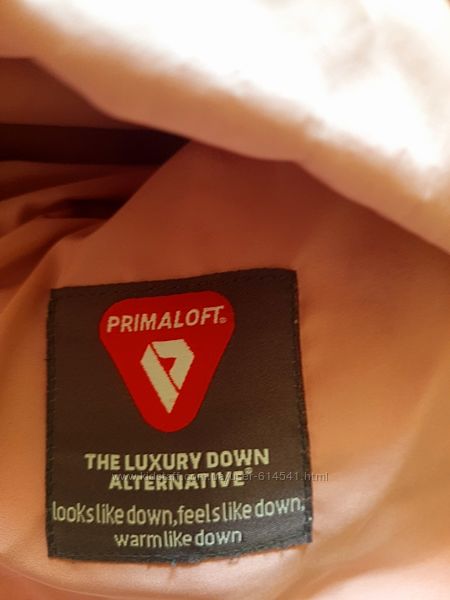 PRIMALOFT®
THE LUXURY DOWN
ALTERNATIVE®
looks like down, feels like down,
warm like down